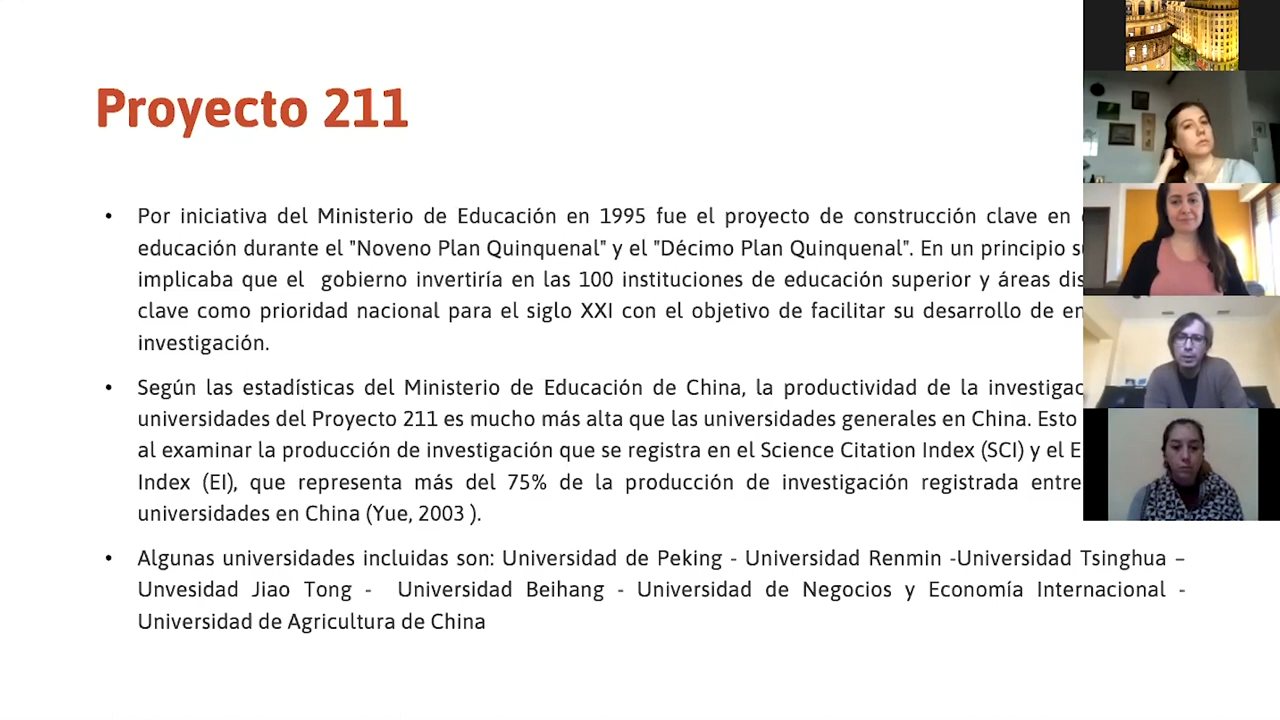 Proyecto 211
• Por iniciativa del Ministerio de Educación en 1995 fue el proyecto de construcción clave en
educación durante el "Noveno Plan Quinquenal" y el "Décimo Plan Quinquenal". En un principio
implicaba que el gobierno invertiría en las 100 instituciones de educación superior y áreas
clave como prioridad nacional para el siglo XXI con el objetivo de facilitar su desarrollo de
investigación.
• Según las estadísticas del Ministerio de Educación de China, la productividad de la
universidades del Proyecto 211 es mucho más alta que las universidades generales en China. Esto
al examinar la producción de investigación que se registra en el Science Citation Index (SCI) y el
Index (EI), que representa más del 75% de la producción de investigación registrada entre
universidades en China (Yue, 2003 ).
• Algunas universidades incluidas son: Universidad de Peking - Universidad Renmin -Universidad Tsinghua –
Unvesidad Jiao Tong - Universidad Beihang - Universidad de Negocios y Economía Internacional -
Universidad de Agricultura de China